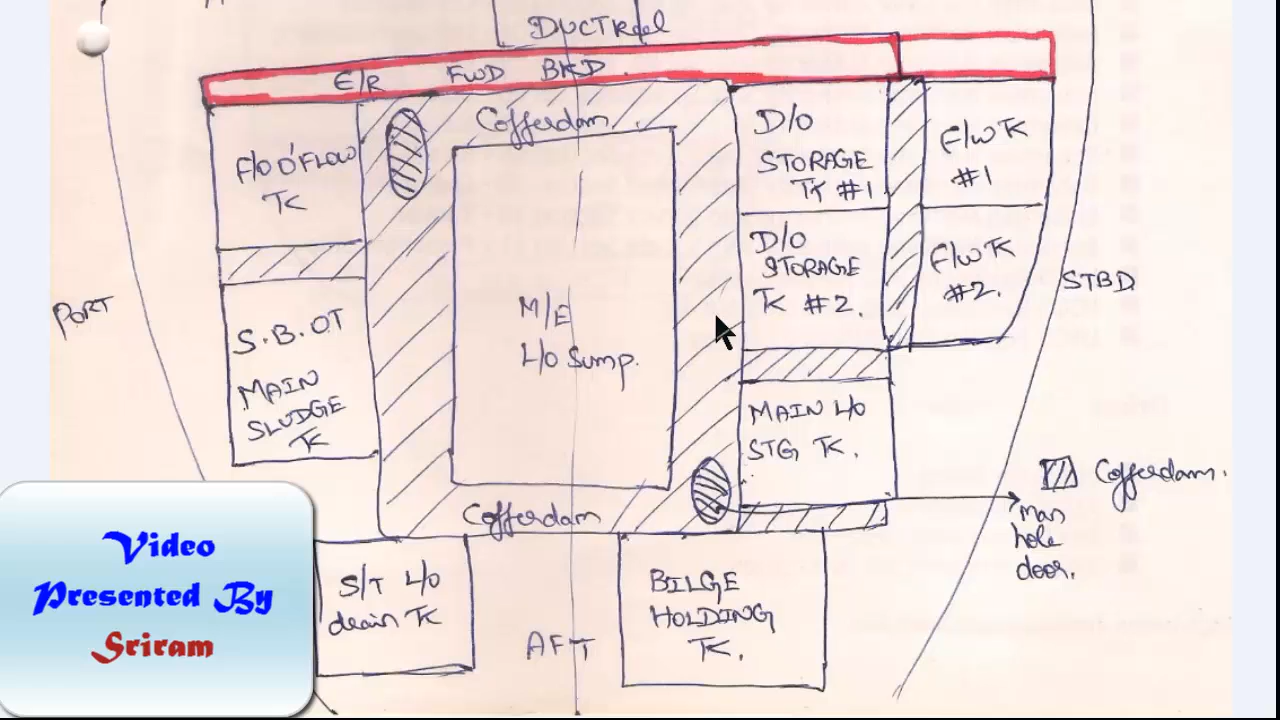 DUCT Keel
E/R FWD BKD
Cofferdam
F/O O'FLOW
TK
D/O
STORAGE
TK #1
F/W TK
#1
D/O
STORAGE
TK #2.
F/W TK
#2.
PORT
STBD
S.B.OT
MAIN
SLUDGE
TK
M/E
L/O Sump.
MAIN L/O
STG TK.
Cofferdam.
Cofferdam
Man
hole
door.
S/T L/O
drain TK
AFT
BILGE
HOLDING
TK.
Video
Presented By
Sriram